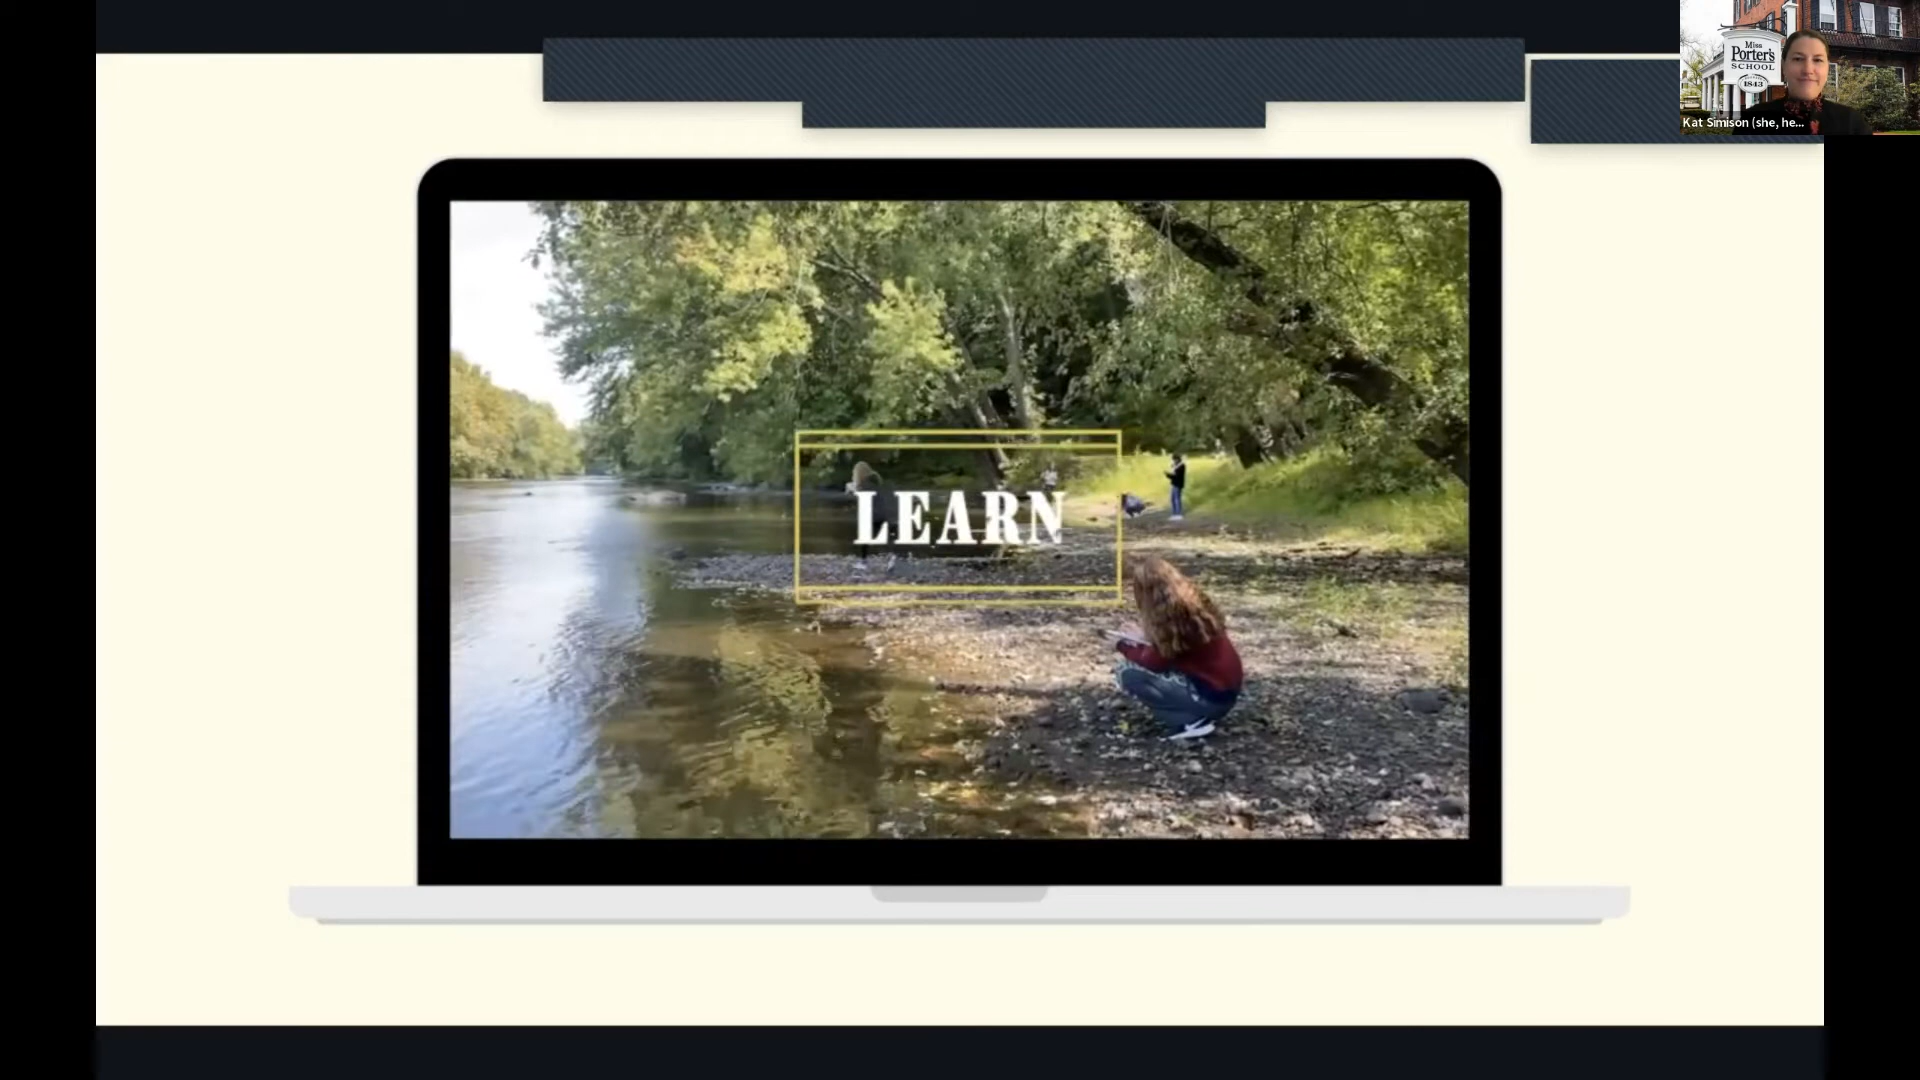 Miss
Porter's
SCHOOL
1843
Kat Simison (she, he...
LEARN